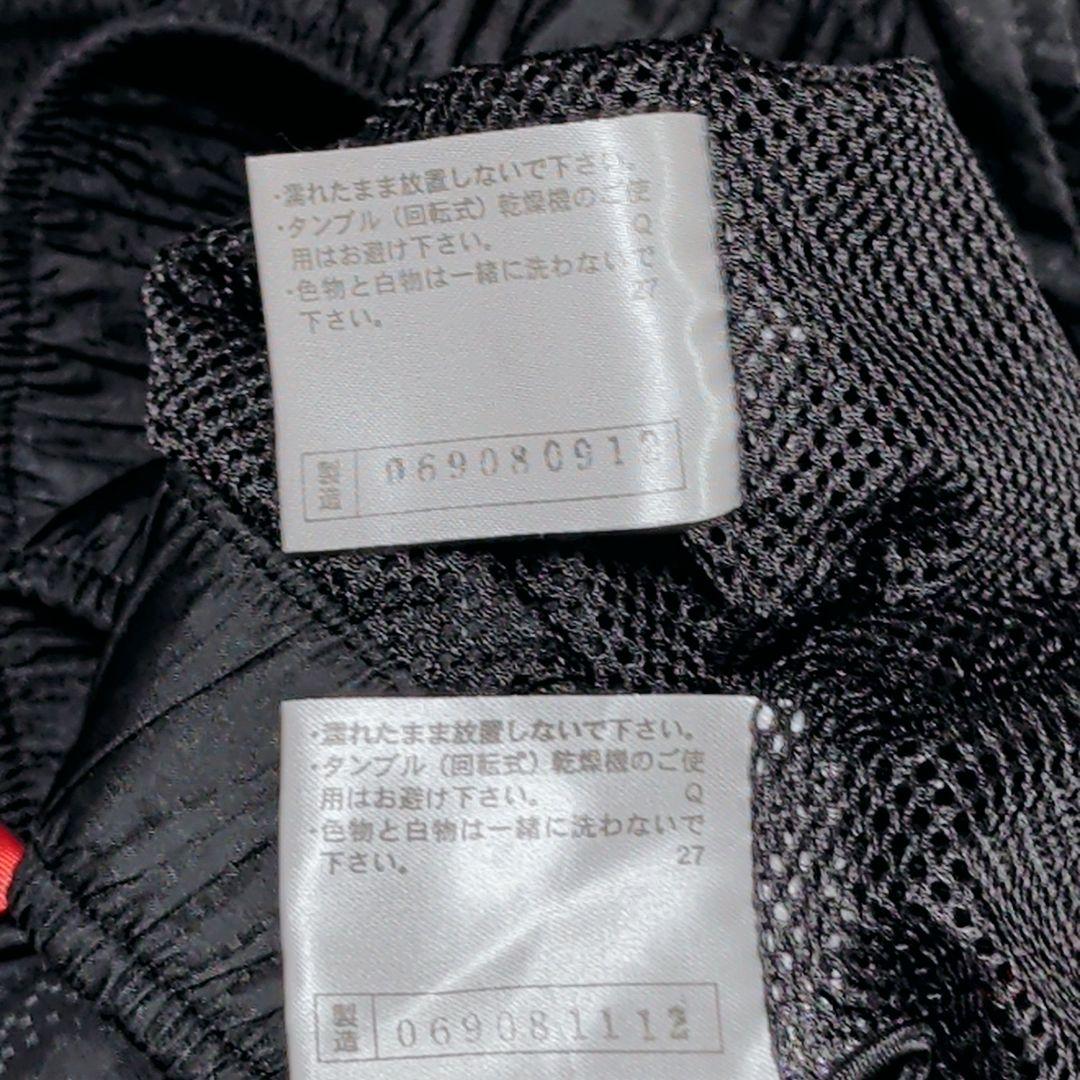 ・濡れたまま放置しないで下さい。
・タンブル（回転式）乾燥機のご使
用はお避け下さい。 Q
・色物と白物は一緒に洗わないで
下さい。 27
製造 069080912
・濡れたまま放置しないで下さい。
・タンブル（回転式）乾燥機のご使
用はお避け下さい。 Q
・色物と白物は一緒に洗わないで
下さい。 27
製造 069081112